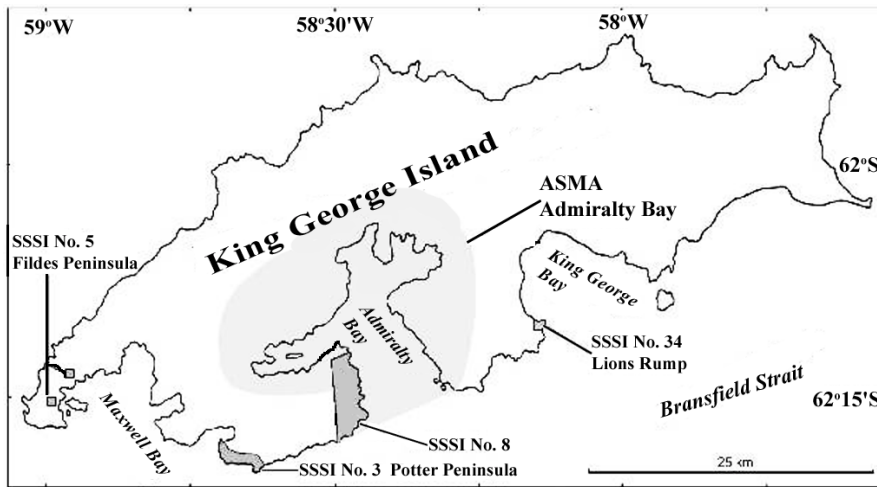 59°W
58°30'W
58°W
62°S
King George Island
ASMA
Admiralty Bay
SSSI No. 5
Fildes Peninsula
King George
Bay
Admiralty
Bay
SSSI No. 34
Lions Rump
Bransfield Strait
62°15'S
Maxwell Bay
SSSI No. 8
SSSI No. 3 Potter Peninsula
25 km